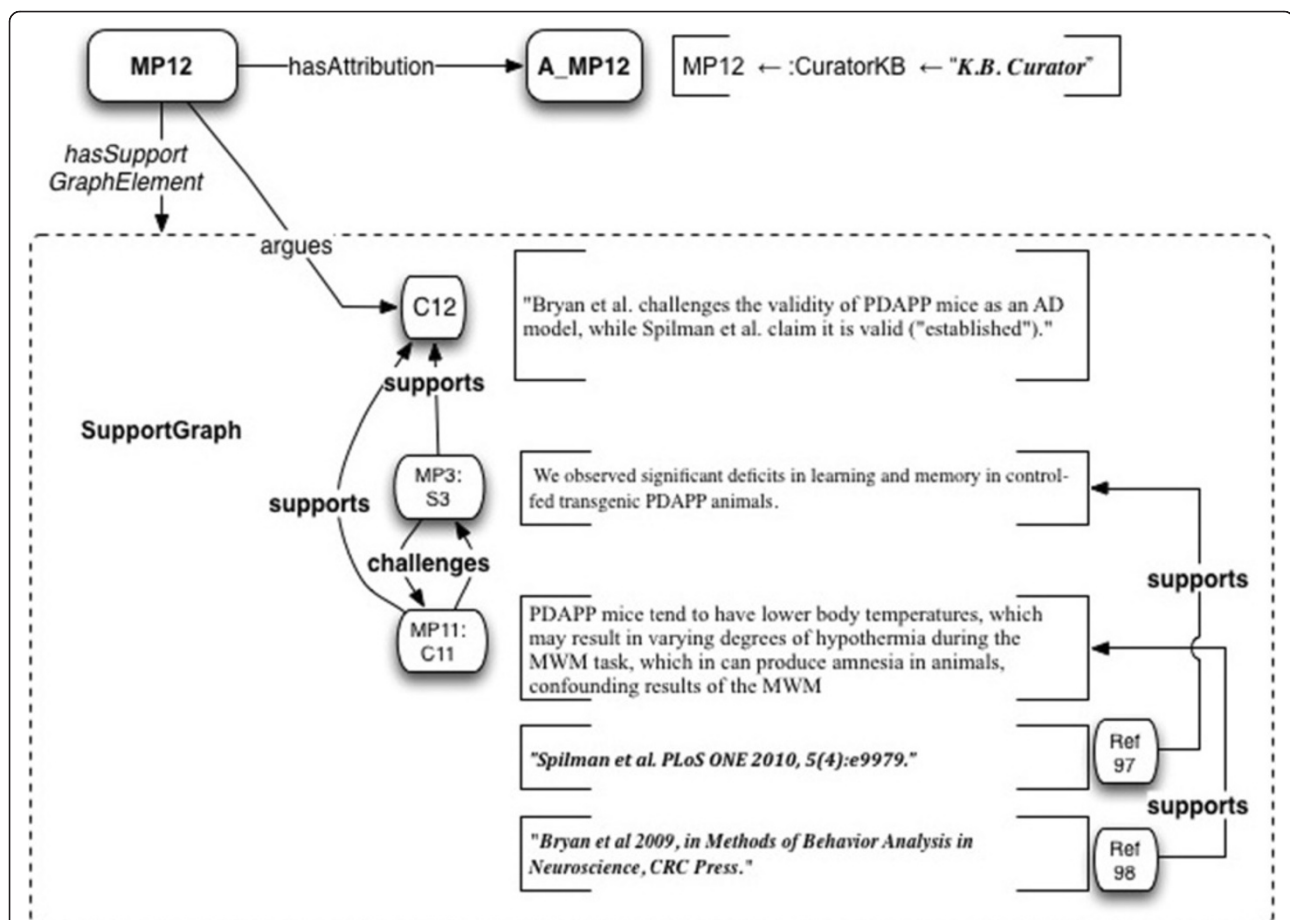 MP12
hasAttribution
A_MP12
MP12 ← :CuratorKB ← "K.B. Curator"
hasSupport
GraphElement
argues
C12
"Bryan et al. challenges the validity of PDAPP mice as an AD
model, while Spilman et al. claim it is valid ("established")."
supports
SupportGraph
MP3:
S3
We observed significant deficits in learning and memory in control-
fed transgenic PDAPP animals.
supports
challenges
supports
MP11:
C11
PDAPP mice tend to have lower body temperatures, which
may result in varying degrees of hypothermia during the
MWM task, which in can produce amnesia in animals,
confounding results of the MWM
"Spilman et al. PLoS ONE 2010, 5(4):e9979."
Ref
97
supports
"Bryan et al 2009, in Methods of Behavior Analysis in
Neuroscience, CRC Press."
Ref
98